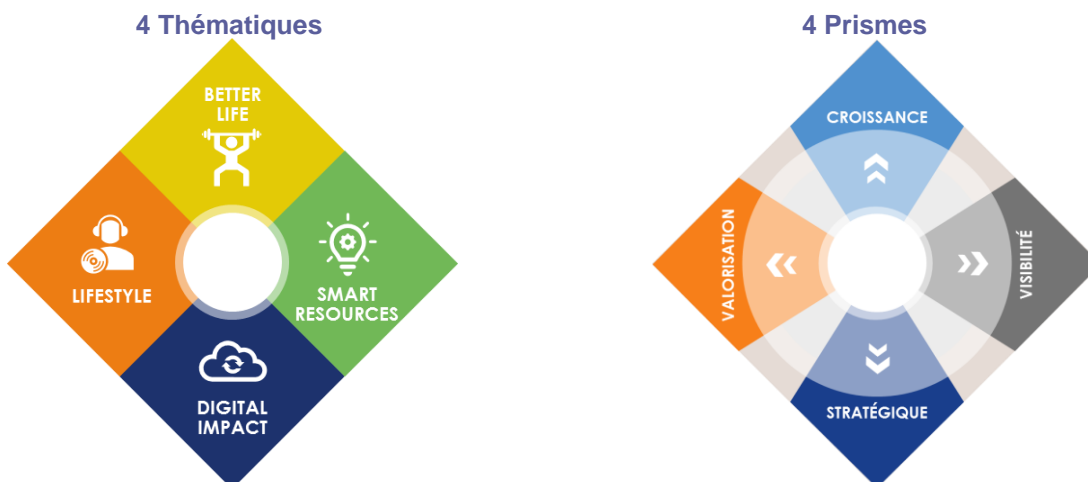 4 Thématiques
BETTER
LIFE
LIFESTYLE
SMART
RESOURCES
DIGITAL
IMPACT
4 Prismes
CROISSANCE
VALORISATION
VISIBILITÉ
STRATÉGIQUE